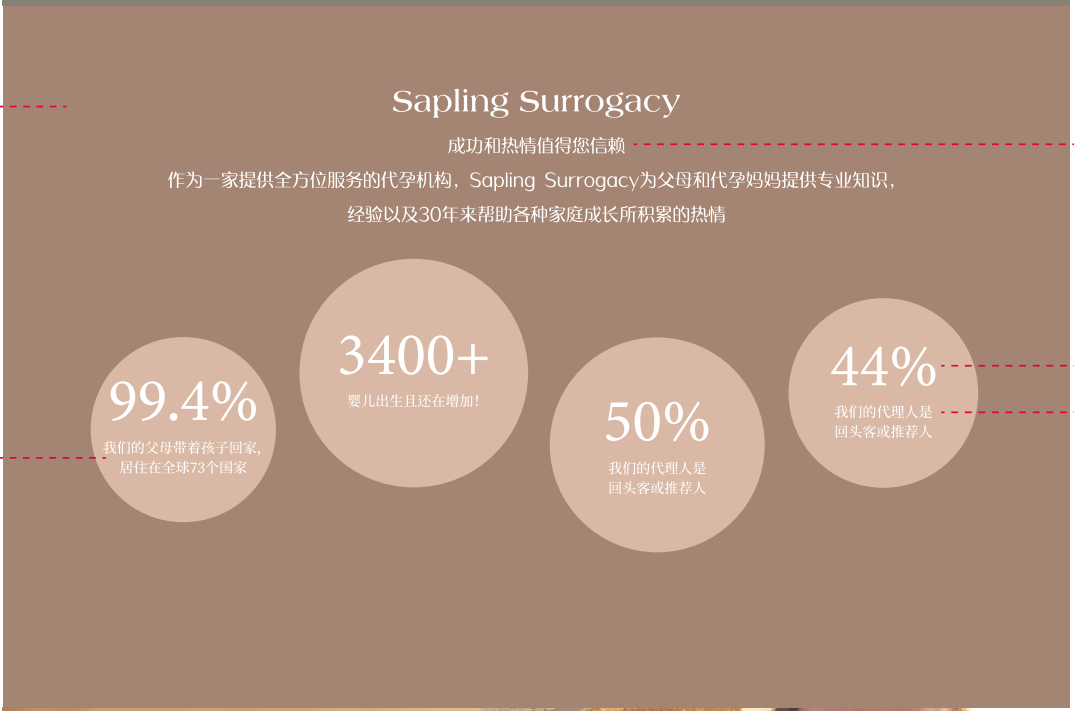 Sapling Surrogacy
成功和热情值得您信赖
作为一家提供全方位服务的代孕机构，Sapling Surrogacy为父母和代孕妈妈提供专业知识，
经验以及30年来帮助各种家庭成长所积累的热情
99.4%
我们的父母带着孩子回家，
居住在全球73个国家
3400+
婴儿出生且还在增加！
50%
我们的代理人是
回头客或推荐人
44%
我们的代理人是
回头客或推荐人